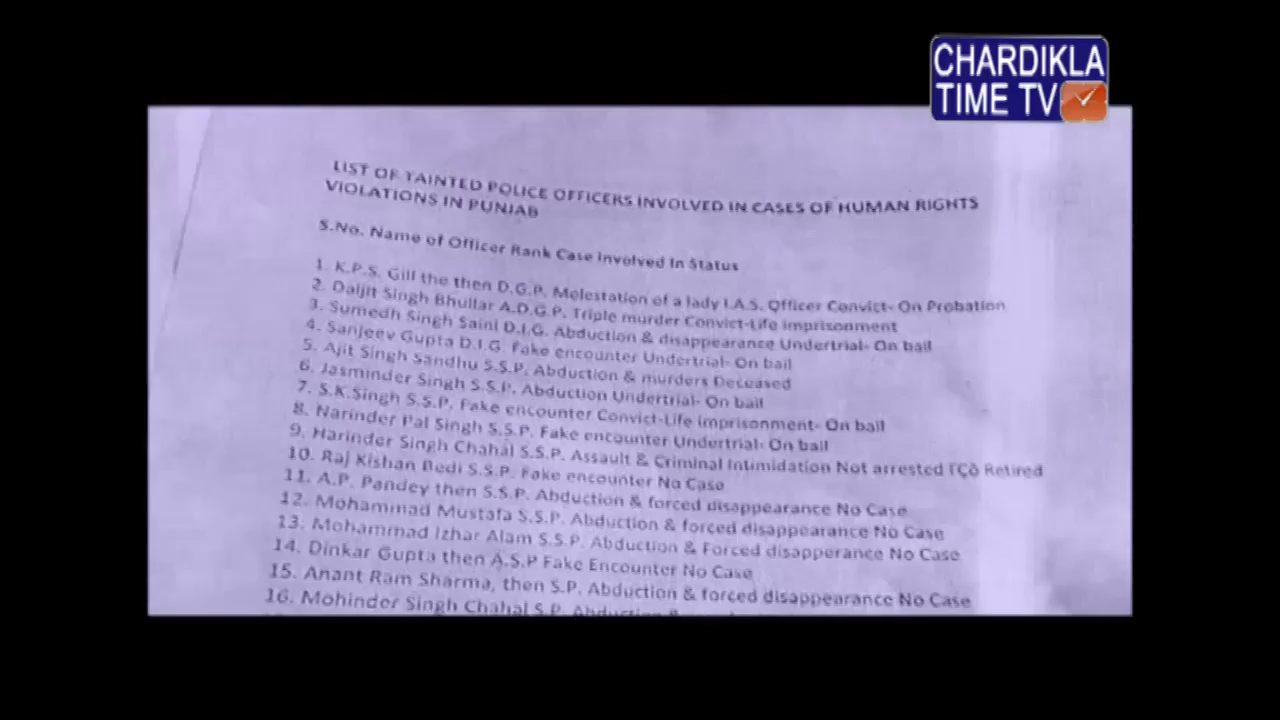 CHARDIKLA
TIME TV
LIST OF TAINTED POLICE OFFICERS INVOLVED IN CASES OF HUMAN RIGHTS
VIOLATIONS IN PUNJAB
S.No. Name of Officer Rank Case Involved In Status
1. K.P.S. Gill the then D.G.P. Molestation of a lady I.A.S. Officer Convict- On Probation
2. Daljit Singh Bhullar A.D.G.P. Triple murder Convict-Life imprisonment
3. Sumedh Singh Saini D.I.G. Abduction & disappearance Undertrial- On bail
4. Sanjeev Gupta D.I.G. Fake encounter Undertrial- On bail
5. Ajit Singh Sandhu S.S.P. Abduction & murders Deceased
6. Jasminder Singh S.S.P. Abduction Undertrial- On bail
7. S.K.Singh S.S.P. Fake encounter Convict-Life imprisonment- On bail
8. Narinder Pal Singh S.S.P. Fake encounter Undertrial- On bail
9. Harinder Singh Chahal S.S.P. Assault & Criminal Intimidation Not arrested ΓÇô Retired
10. Raj Kishan Bedi S.S.P. Fake encounter No Case
11. A.P. Pandey then S.S.P. Abduction & forced disappearance No Case
12. Mohammad Mustafa S.S.P. Abduction & forced disappearance No Case
13. Mohammad Izhar Alam S.S.P. Abduction & Forced disapperance No Case
14. Dinkar Gupta then A.S.P Fake Encounter No Case
15. Anant Ram Sharma, then S.P. Abduction & forced disappearance No Case
16. Mohinder Singh Chahal S.P. Abduction &